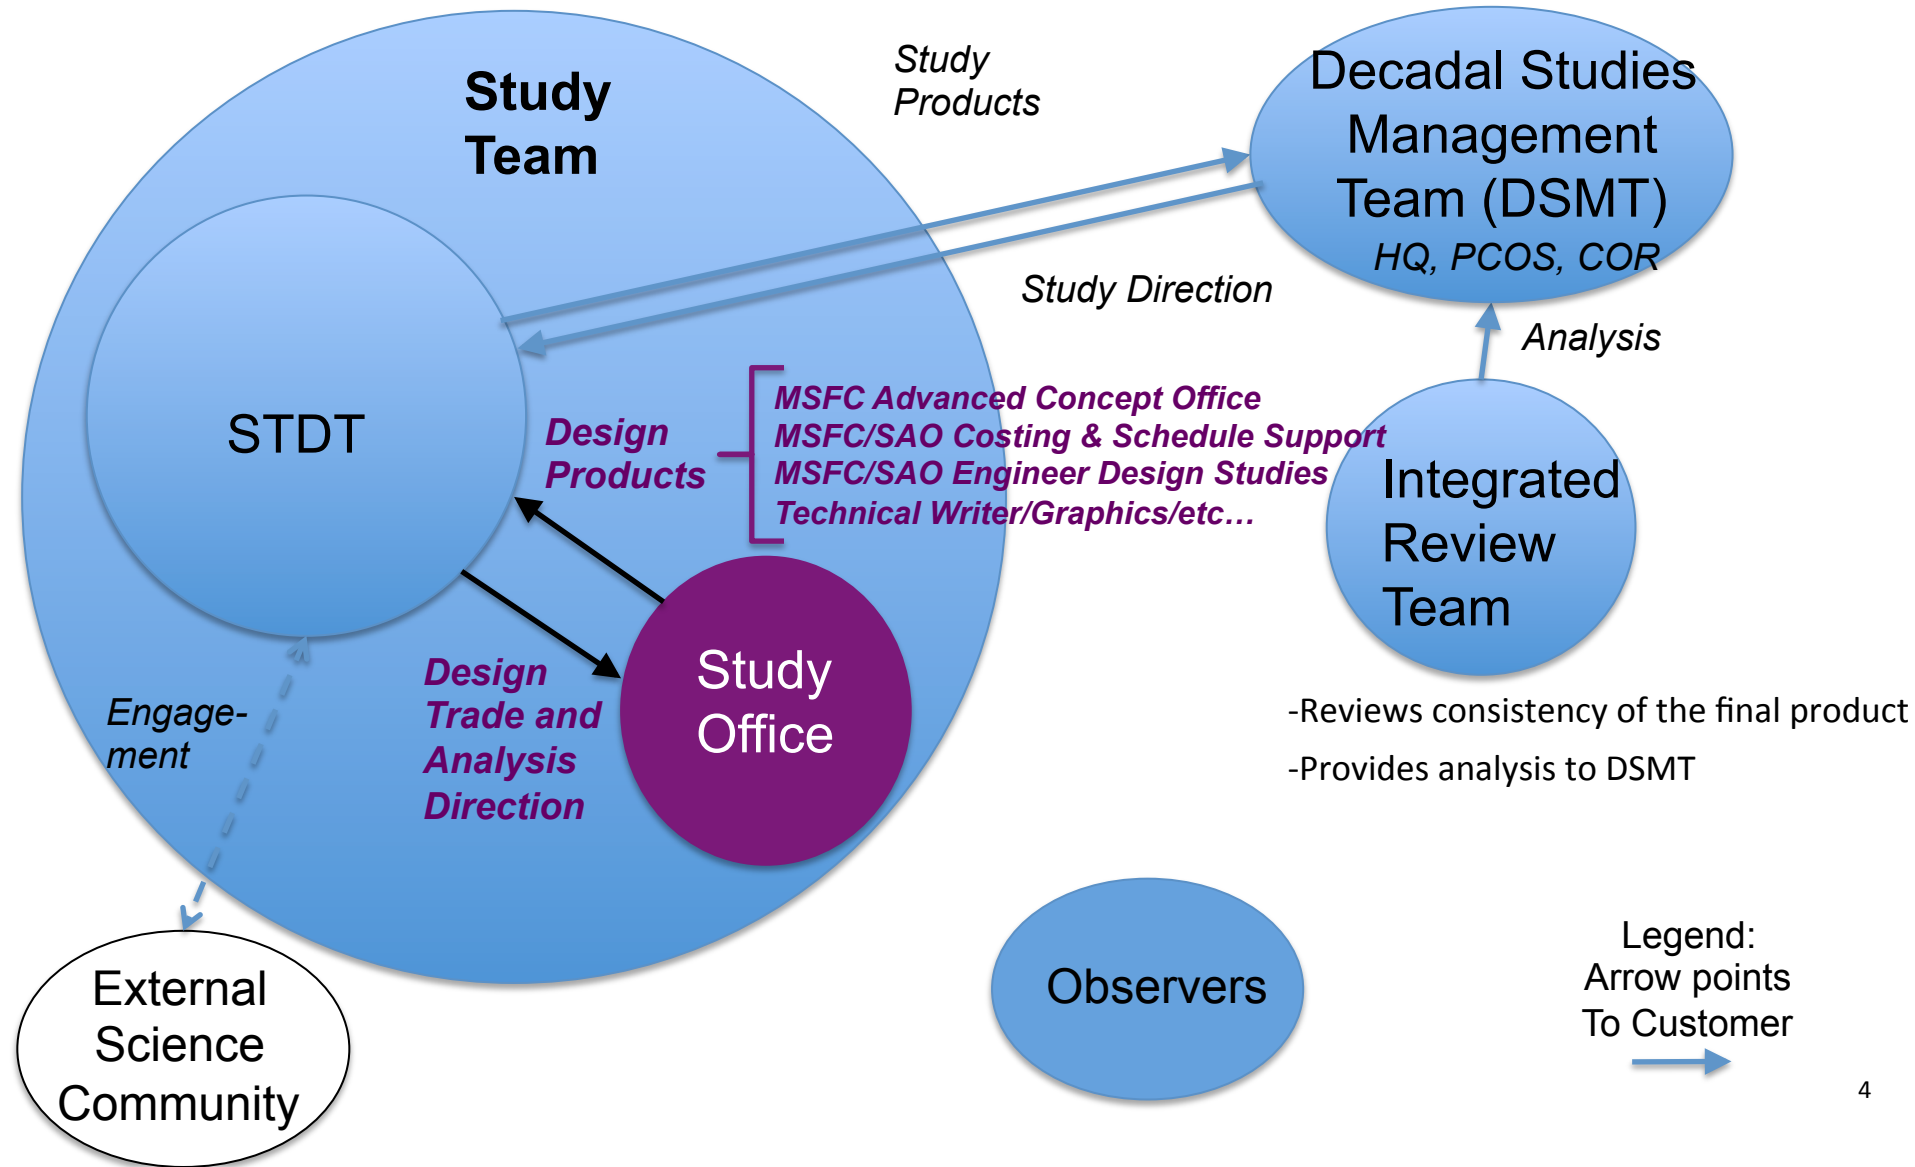 Study
Team
Study
Products
Decadal Studies
Management
Team (DSMT)
HQ, PCOS, COR
Study Direction
Analysis
STDT
Design
Products
MSFC Advanced Concept Office
MSFC/SAO Costing & Schedule Support
MSFC/SAO Engineer Design Studies
Technical Writer/Graphics/etc…
Integrated
Review
Team
Study
Office
Design
Trade and
Analysis
Direction
Engage-
ment
-Reviews consistency of the final product
-Provides analysis to DSMT
External
Science
Community
Observers
Legend:
Arrow points
To Customer
4